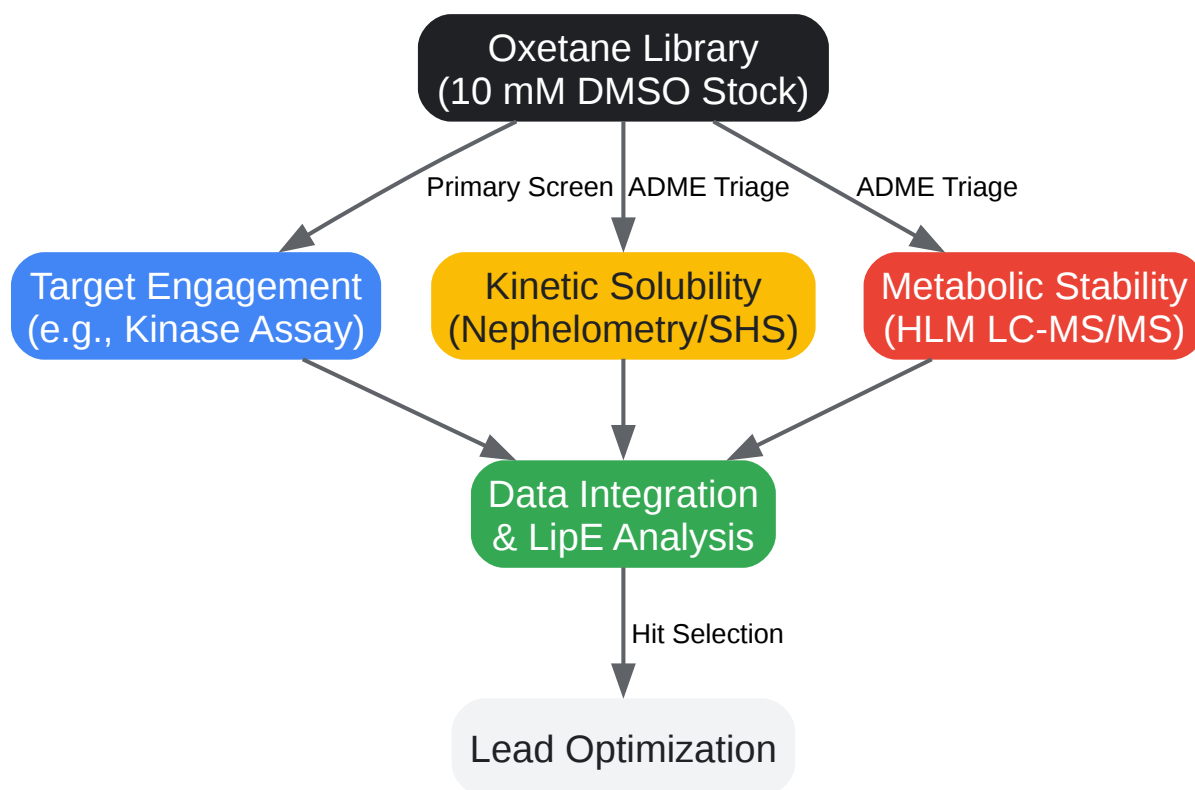 Oxetane Library
(10 mM DMSO Stock)
Primary Screen
ADME Triage
ADME Triage
Target Engagement
(e.g., Kinase Assay)
Kinetic Solubility
(Nephelometry/SHS)
Metabolic Stability
(HLM LC-MS/MS)
Data Integration
& LipE Analysis
Hit Selection
Lead Optimization